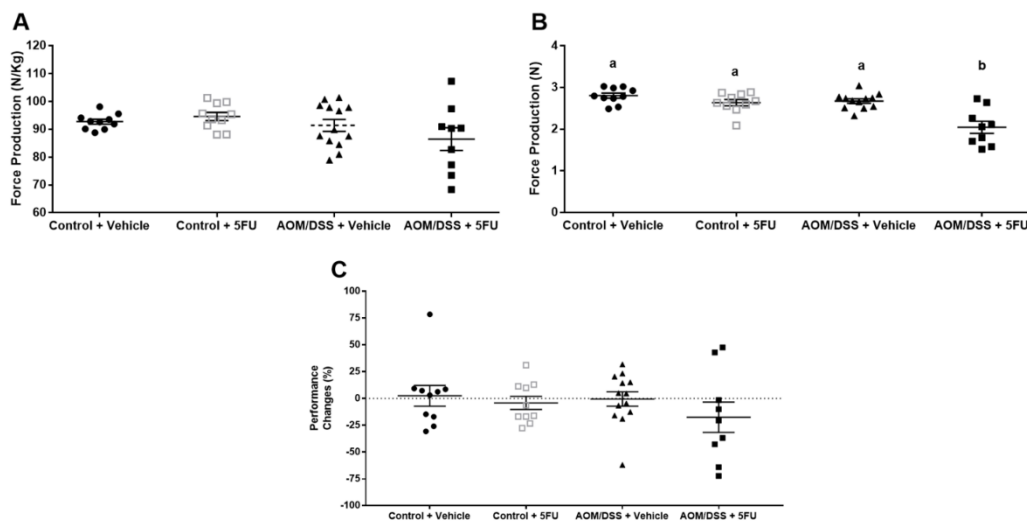 A
Force Production (N/Kg)
120
110
100
90
80
70
60
Control + Vehicle
Control + 5FU
AOM/DSS + Vehicle
AOM/DSS + 5FU
B
Force Production (N)
4
3
2
1
0
a
a
a
b
Control + Vehicle
Control + 5FU
AOM/DSS + Vehicle
AOM/DSS + 5FU
C
Performance
Changes (%)
100
75
50
25
0
-25
-50
-75
-100
Control + Vehicle
Control + 5FU
AOM/DSS + Vehicle
AOM/DSS + 5FU